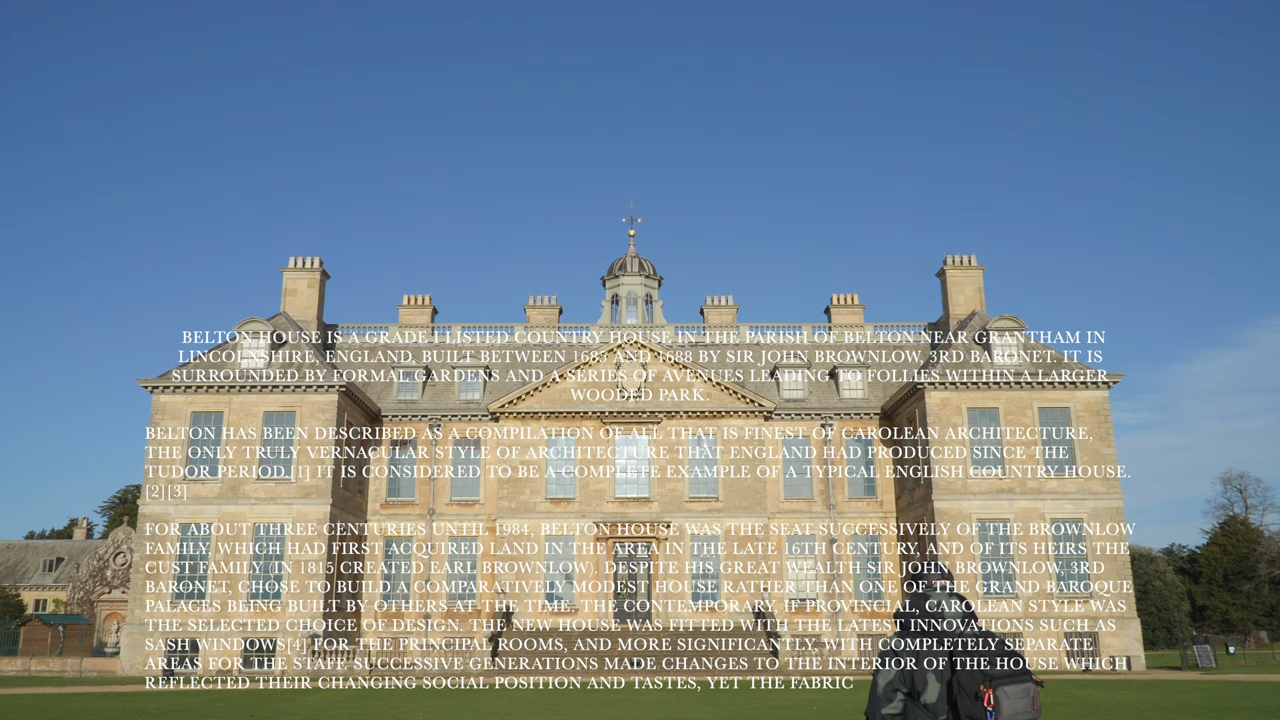 BELTON HOUSE IS A GRADE I LISTED COUNTRY HOUSE IN THE PARISH OF BELTON NEAR GRANTHAM IN
LINCOLNSHIRE, ENGLAND, BUILT BETWEEN 1685 AND 1688 BY SIR JOHN BROWNLOW, 3RD BARONET. IT IS
SURROUNDED BY FORMAL GARDENS AND A SERIES OF AVENUES LEADING TO FOLLIES WITHIN A LARGER
WOODED PARK.
BELTON HAS BEEN DESCRIBED AS A COMPILATION OF ALL THAT IS FINEST OF CAROLEAN ARCHITECTURE,
THE ONLY TRULY VERNACULAR STYLE OF ARCHITECTURE THAT ENGLAND HAD PRODUCED SINCE THE
TUDOR PERIOD.[1] IT IS CONSIDERED TO BE A COMPLETE EXAMPLE OF A TYPICAL ENGLISH COUNTRY HOUSE.
[2][3]
FOR ABOUT THREE CENTURIES UNTIL 1984, BELTON HOUSE WAS THE SEAT SUCCESSIVELY OF THE BROWNLOW
FAMILY, WHICH HAD FIRST ACQUIRED LAND IN THE AREA IN THE LATE 16TH CENTURY, AND OF ITS HEIRS THE
CUST FAMILY (IN 1815 CREATED EARL BROWNLOW). DESPITE HIS GREAT WEALTH SIR JOHN BROWNLOW, 3RD
BARONET, CHOSE TO BUILD A COMPARATIVELY MODEST HOUSE RATHER THAN ONE OF THE GRAND BAROQUE
PALACES BEING BUILT BY OTHERS AT THE TIME. THE CONTEMPORARY, IF PROVINCIAL, CAROLEAN STYLE WAS
THE SELECTED CHOICE OF DESIGN. THE NEW HOUSE WAS FITTED WITH THE LATEST INNOVATIONS SUCH AS
SASH WINDOWS[4] FOR THE PRINCIPAL ROOMS, AND MORE SIGNIFICANTLY, WITH COMPLETELY SEPARATE
AREAS FOR THE STAFF. SUCCESSIVE GENERATIONS MADE CHANGES TO THE INTERIOR OF THE HOUSE WHICH
REFLECTED THEIR CHANGING SOCIAL POSITION AND TASTES, YET THE FABRIC